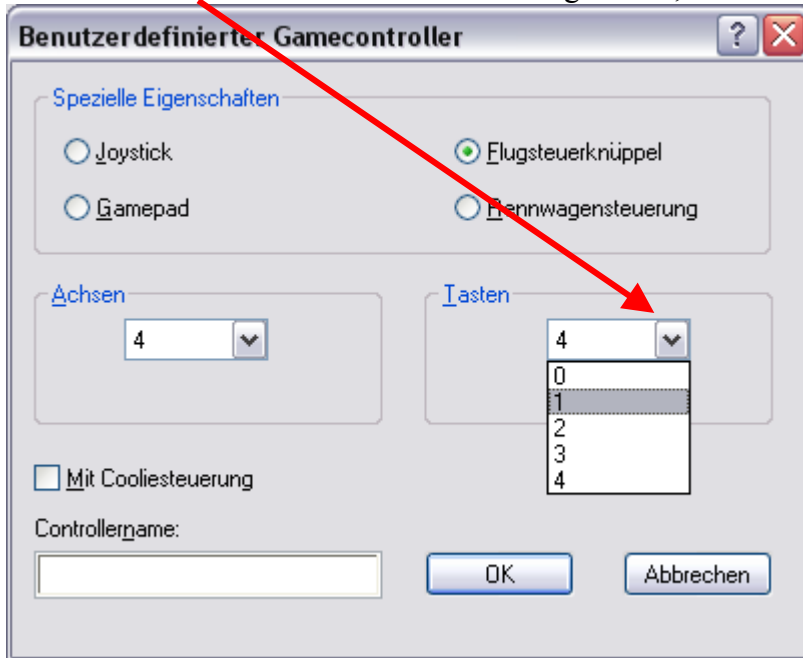 Benutzerdefinierter Gamecontroller
Spezielle Eigenschaften
Joystick
Flugsteuerknüppel
Gamepad
Rennwagensteuerung
Achsen
Tasten
4
4
0
1
2
3
4
Mit Cooliesteuerung
Controllername:
OK
Abbrechen